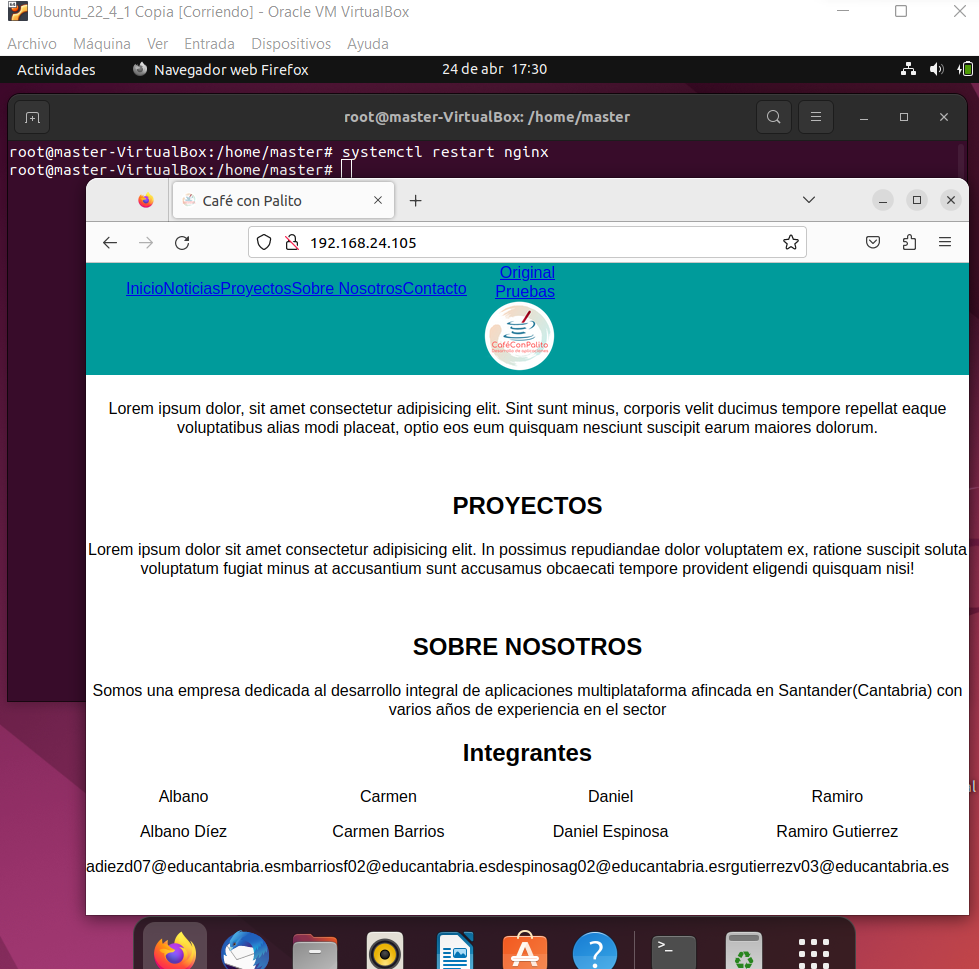 Ubuntu_22_4_1 Copia [Corriendo] - Oracle VM VirtualBox
Archivo Máquina Ver Entrada Dispositivos Ayuda
Actividades Navegador web Firefox 24 de abr 17:30
root@master-VirtualBox: /home/master
root@master-VirtualBox:/home/master# systemctl restart nginx
root@master-VirtualBox:/home/master#
Café con Palito
192.168.24.105
Original
InicioNoticiasProyectosSobre NosotrosContacto
Pruebas
CaféConPalito
Desarrollo de aplicaciones
Lorem ipsum dolor, sit amet consectetur adipisicing elit. Sint sunt minus, corporis velit ducimus tempore repellat eaque
voluptatibus alias modi placeat, optio eos eum quisquam nesciunt suscipit earum maiores dolorum.
PROYECTOS
Lorem ipsum dolor sit amet consectetur adipisicing elit. In possimus repudiandae dolor voluptatem ex, ratione suscipit soluta
voluptatum fugiat minus at accusantium sunt accusamus obcaecati tempore provident eligendi quisquam nisi!
SOBRE NOSOTROS
Somos una empresa dedicada al desarrollo integral de aplicaciones multiplataforma afincada en Santander(Cantabria) con
varios años de experiencia en el sector
Integrantes
Albano Carmen Daniel Ramiro
Albano Díez Carmen Barrios Daniel Espinosa Ramiro Gutierrez
adiezd07@educantabria.esmbarriosf02@educantabria.esdespinosag02@educantabria.esrgutierrezv03@educantabria.es